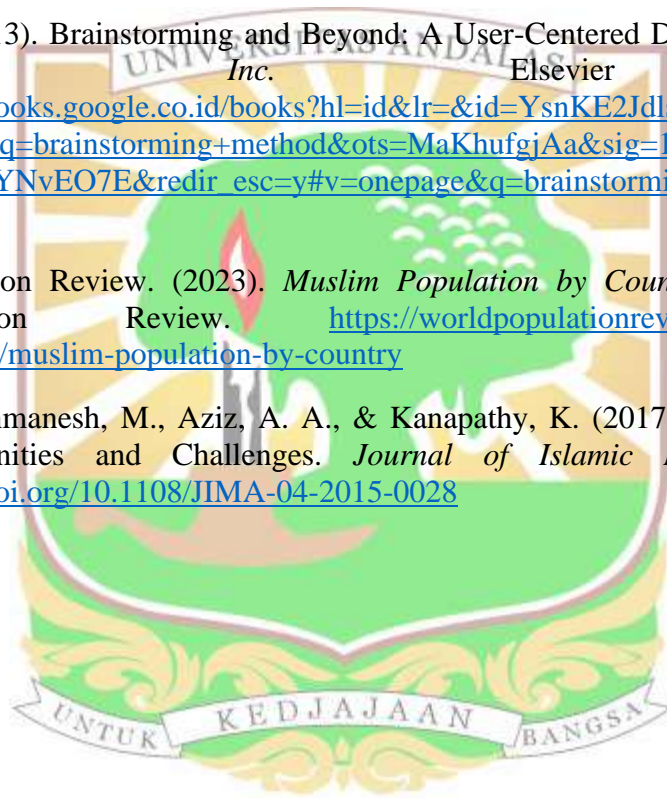 13). Brainstorming and Beyond: A User-Centered D
UNIVERSITAS ANDALAS
Inc. Elsevier
ooks.google.co.id/books?hl=id&lr=&id=YsnKE2Jdl
q=brainstorming+method&ots=MaKhufgjAa&sig=1
YNvEO7E&redir_esc=y#v=onepage&q=brainstormi
on Review. (2023). Muslim Population by Coun
on Review. https://worldpopulationrev
/muslim-population-by-country
manesh, M., Aziz, A. A., & Kanapathy, K. (2017
nities and Challenges. Journal of Islamic
oi.org/10.1108/JIMA-04-2015-0028
UNTUK KEDJAJAAN BANGSA